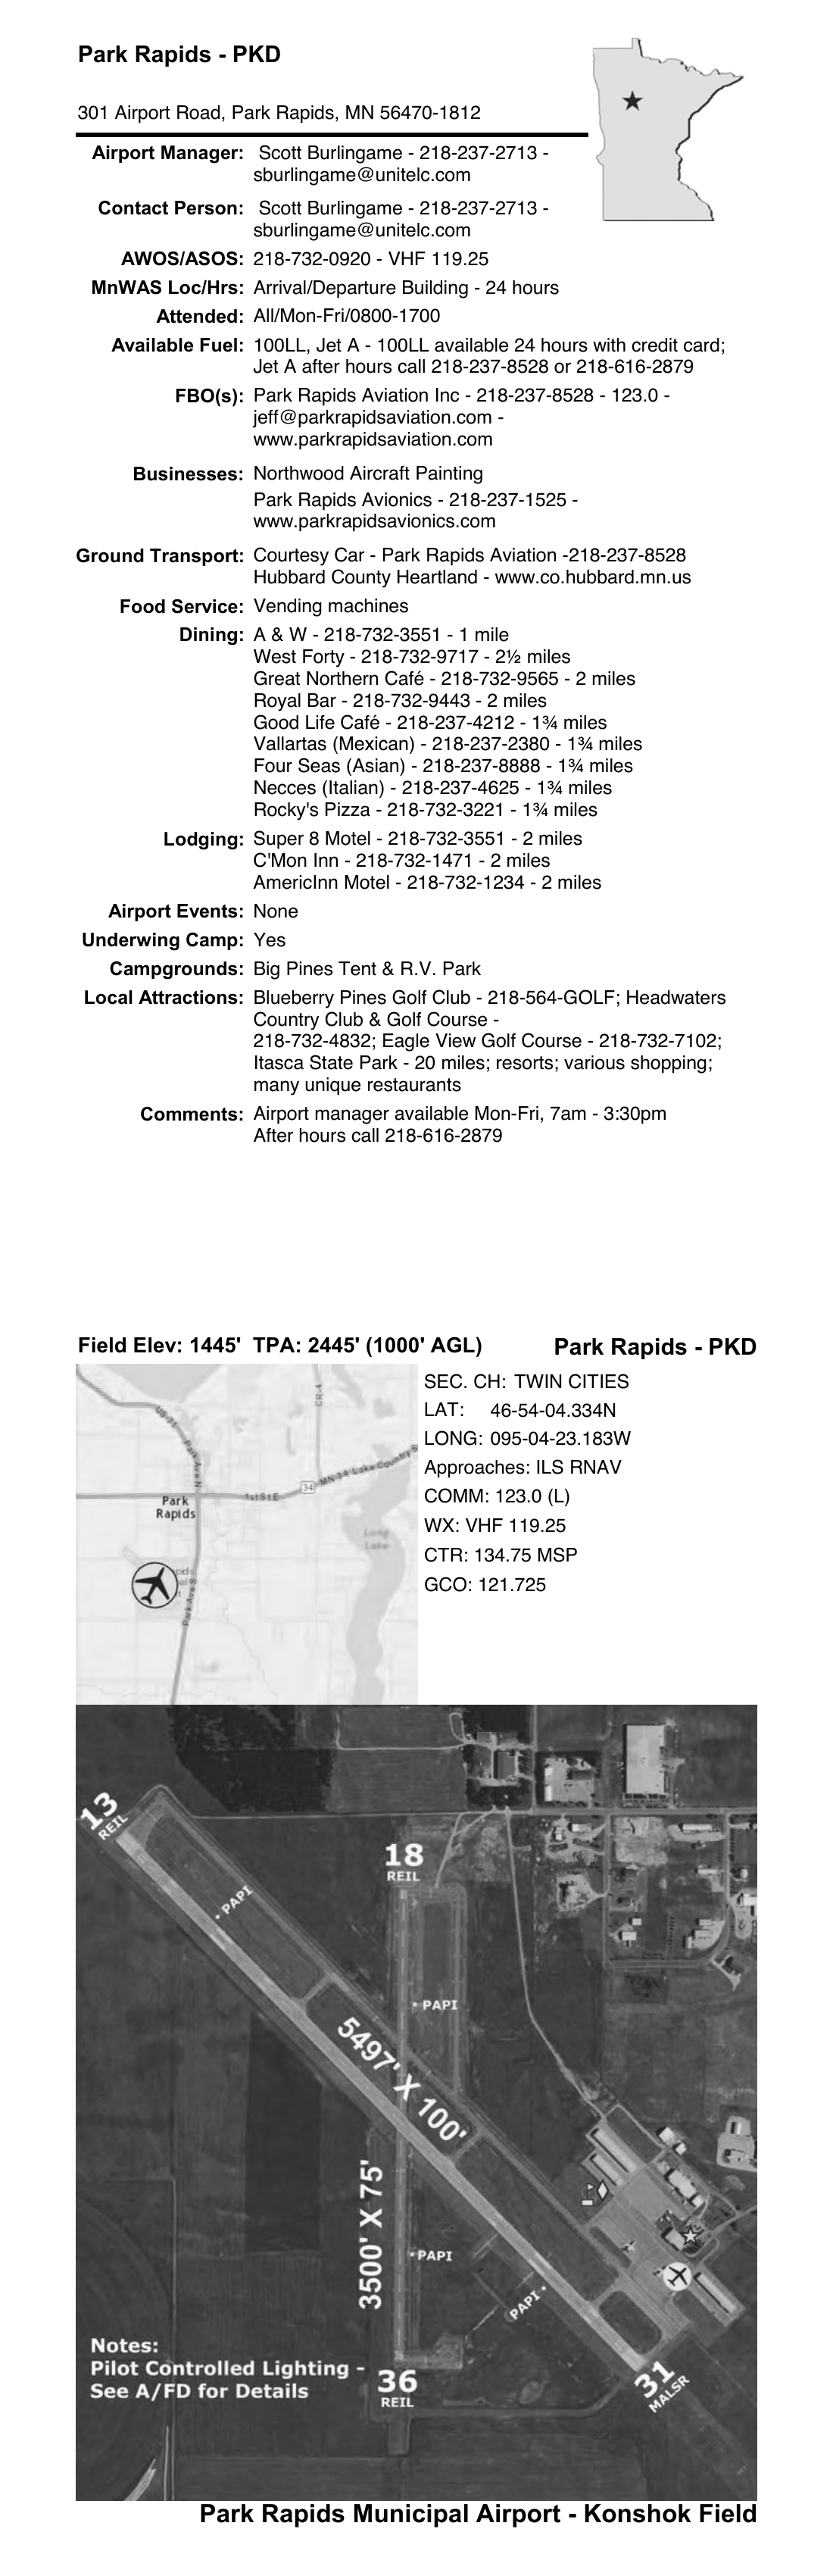 Park Rapids - PKD
301 Airport Road, Park Rapids, MN 56470-1812
Airport Manager: Scott Burlingame - 218-237-2713 -
sburlingame@unitelc.com
Contact Person: Scott Burlingame - 218-237-2713 -
sburlingame@unitelc.com
AWOS/ASOS: 218-732-0920 - VHF 119.25
MnWAS Loc/Hrs: Arrival/Departure Building - 24 hours
Attended: All/Mon-Fri/0800-1700
Available Fuel: 100LL, Jet A - 100LL available 24 hours with credit card;
Jet A after hours call 218-237-8528 or 218-616-2879
FBO(s): Park Rapids Aviation Inc - 218-237-8528 - 123.0 -
jeff@parkrapidsaviation.com -
www.parkrapidsaviation.com
Businesses: Northwood Aircraft Painting
Park Rapids Avionics - 218-237-1525 -
www.parkrapidsavionics.com
Ground Transport: Courtesy Car - Park Rapids Aviation -218-237-8528
Hubbard County Heartland - www.co.hubbard.mn.us
Food Service: Vending machines
Dining: A & W - 218-732-3551 - 1 mile
West Forty - 218-732-9717 - 2½ miles
Great Northern Café - 218-732-9565 - 2 miles
Royal Bar - 218-732-9443 - 2 miles
Good Life Café - 218-237-4212 - 1¾ miles
Vallartas (Mexican) - 218-237-2380 - 1¾ miles
Four Seas (Asian) - 218-237-8888 - 1¾ miles
Necces (Italian) - 218-237-4625 - 1¾ miles
Rocky's Pizza - 218-732-3221 - 1¾ miles
Lodging: Super 8 Motel - 218-732-3551 - 2 miles
C'Mon Inn - 218-732-1471 - 2 miles
AmericInn Motel - 218-732-1234 - 2 miles
Airport Events: None
Underwing Camp: Yes
Campgrounds: Big Pines Tent & R.V. Park
Local Attractions: Blueberry Pines Golf Club - 218-564-GOLF; Headwaters
Country Club & Golf Course -
218-732-4832; Eagle View Golf Course - 218-732-7102;
Itasca State Park - 20 miles; resorts; various shopping;
many unique restaurants
Comments: Airport manager available Mon-Fri, 7am - 3:30pm
After hours call 218-616-2879
Field Elev: 1445' TPA: 2445' (1000' AGL)
Park Rapids - PKD
SEC. CH: TWIN CITIES
LAT: 46-54-04.334N
LONG: 095-04-23.183W
Approaches: ILS RNAV
COMM: 123.0 (L)
WX: VHF 119.25
CTR: 134.75 MSP
GCO: 121.725
US-71
Park Ave N
CR-4
MN-34 Lake Country S
34
1st St E
Park
Rapids
Long
Lake
Park Ave S
13
REIL
18
REIL
PAPI
PAPI
5497' X 100'
3500' X 75'
PAPI
PAPI
Notes:
Pilot Controlled Lighting -
See A/FD for Details
36
REIL
31
MALSR
Park Rapids Municipal Airport - Konshok Field